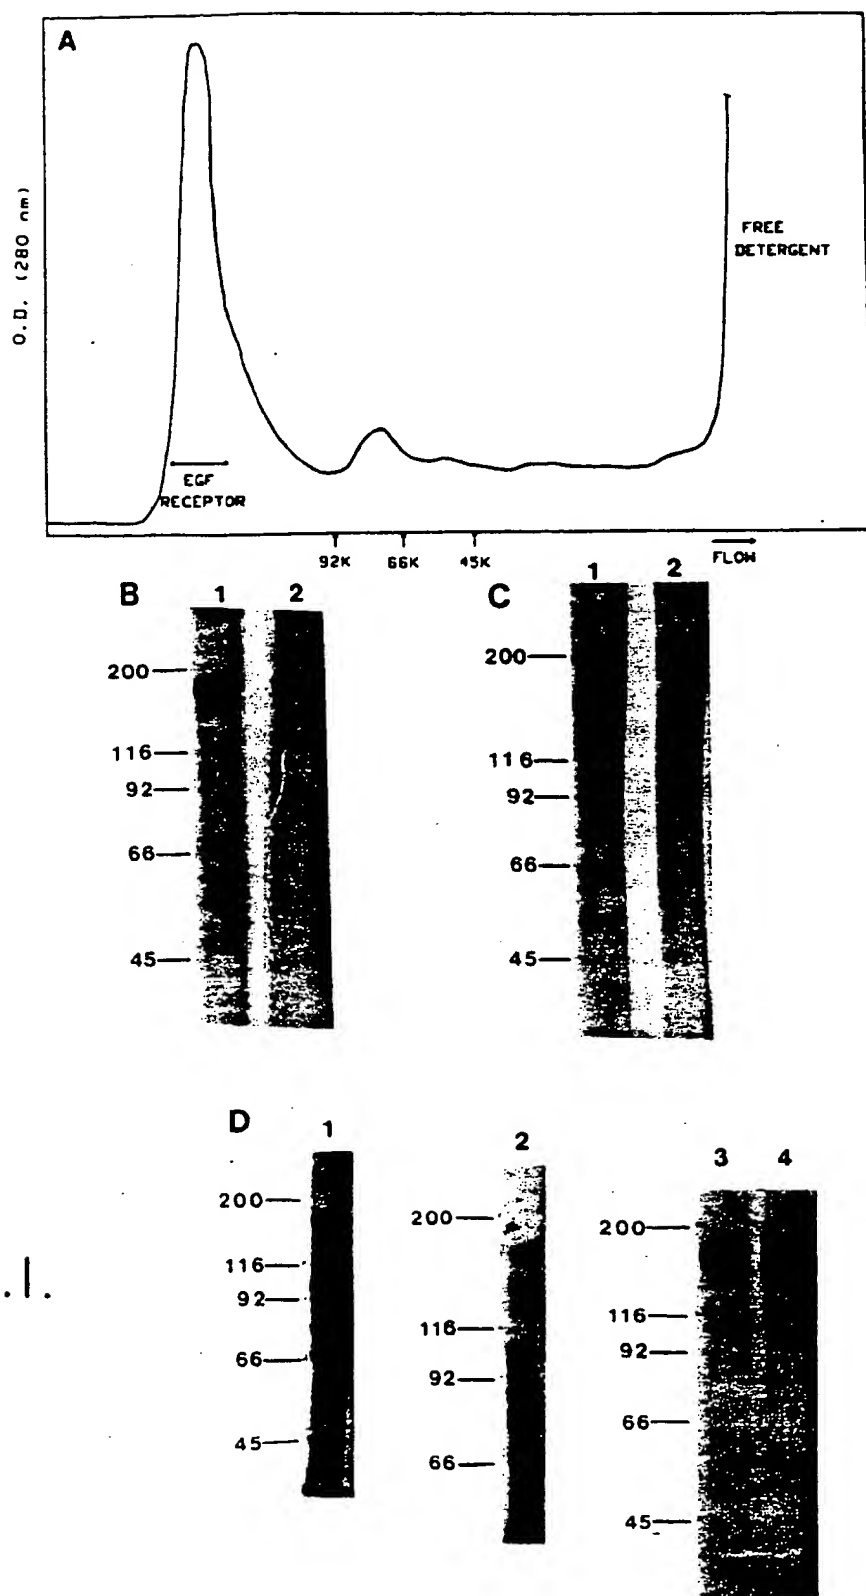 A
O.D. (280 nm)
FREE
DETERGENT
EGF
RECEPTOR
92K 66K 45K
FLOW
B 1 2
200
116
92
66
45
C 1 2
200
116
92
66
45
D 1
200
116
92
66
45
2
200
116
92
66
3 4
200
116
92
66
45
.I.